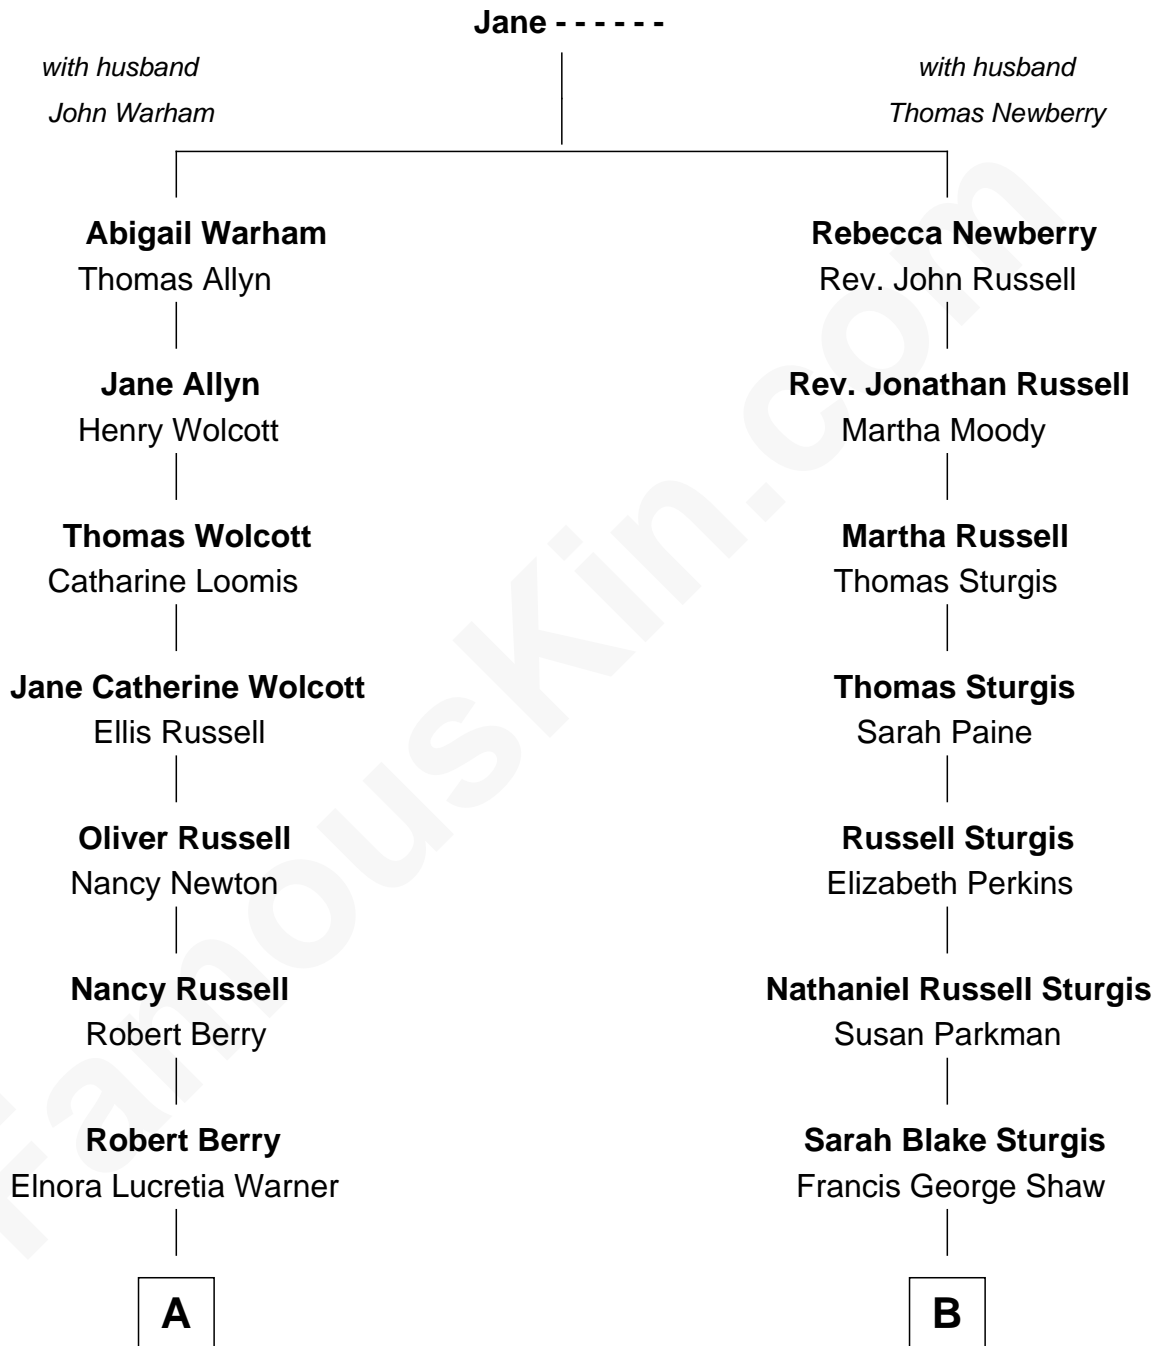 Jane - - - - - -
with husband
John Warham
with husband
Thomas Newberry
Abigail Warham
Thomas Allyn
Rebecca Newberry
Rev. John Russell
Jane Allyn
Henry Wolcott
Rev. Jonathan Russell
Martha Moody
Thomas Wolcott
Catharine Loomis
Martha Russell
Thomas Sturgis
Jane Catherine Wolcott
Ellis Russell
Thomas Sturgis
Sarah Paine
Oliver Russell
Nancy Newton
Russell Sturgis
Elizabeth Perkins
Nancy Russell
Robert Berry
Nathaniel Russell Sturgis
Susan Parkman
Robert Berry
Elnora Lucretia Warner
Sarah Blake Sturgis
Francis George Shaw
A
B
FamousKin.com